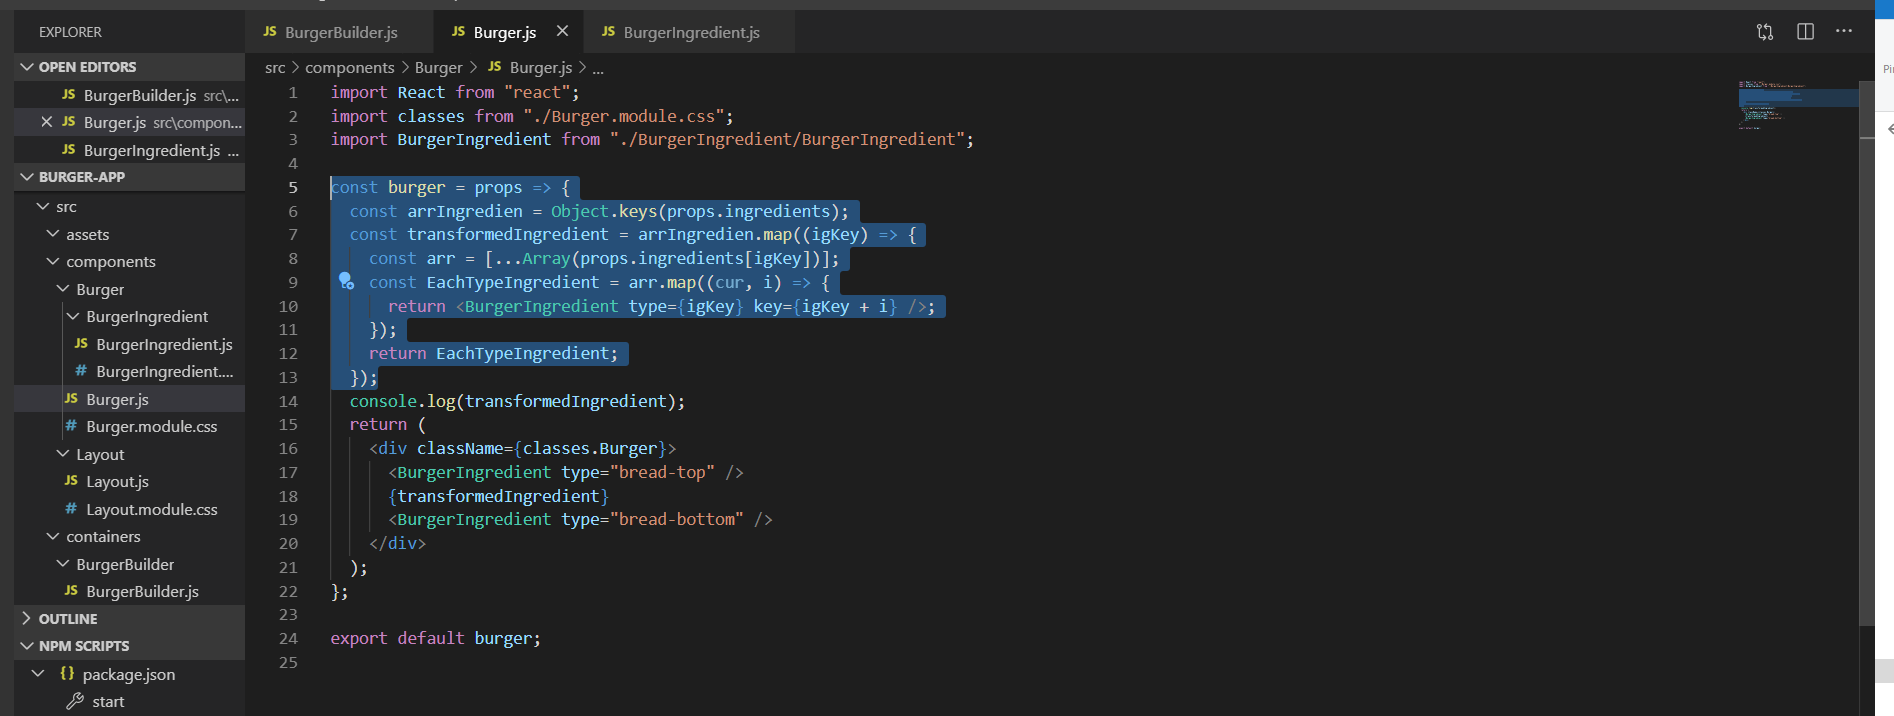 EXPLORER
JS BurgerBuilder.js
JS Burger.js
JS BurgerIngredient.js
OPEN EDITORS
JS BurgerBuilder.js src\...
JS Burger.js src\compon...
JS BurgerIngredient.js ...
BURGER-APP
src
assets
components
Burger
BurgerIngredient
JS BurgerIngredient.js
# BurgerIngredient....
JS Burger.js
# Burger.module.css
Layout
JS Layout.js
# Layout.module.css
containers
BurgerBuilder
JS BurgerBuilder.js
OUTLINE
NPM SCRIPTS
{} package.json
start
src > components > Burger > JS Burger.js > ...
1 import React from "react";
2 import classes from "./Burger.module.css";
3 import BurgerIngredient from "./BurgerIngredient/BurgerIngredient";
4
5 const burger = props => {
6 const arrIngredien = Object.keys(props.ingredients);
7 const transformedIngredient = arrIngredien.map((igKey) => {
8 const arr = [...Array(props.ingredients[igKey])];
9 const EachTypeIngredient = arr.map((cur, i) => {
10 return <BurgerIngredient type={igKey} key={igKey + i} />;
11 });
12 return EachTypeIngredient;
13 });
14 console.log(transformedIngredient);
15 return (
16 <div className={classes.Burger}>
17 <BurgerIngredient type="bread-top" />
18 {transformedIngredient}
19 <BurgerIngredient type="bread-bottom" />
20 </div>
21 );
22 };
23
24 export default burger;
25